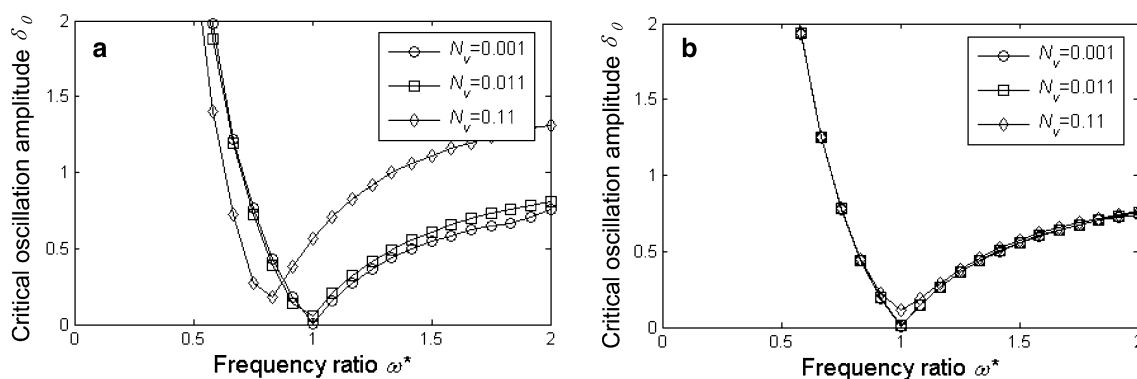 a
Critical oscillation amplitude δ₀
2
1.5
1
0.5
0
0
0.5
1
1.5
2
Frequency ratio ω*
Nᵥ=0.001
Nᵥ=0.011
Nᵥ=0.11
b
Critical oscillation amplitude δ₀
2
1.5
1
0.5
0
0
0.5
1
1.5
2
Frequency ratio ω*
Nᵥ=0.001
Nᵥ=0.011
Nᵥ=0.11